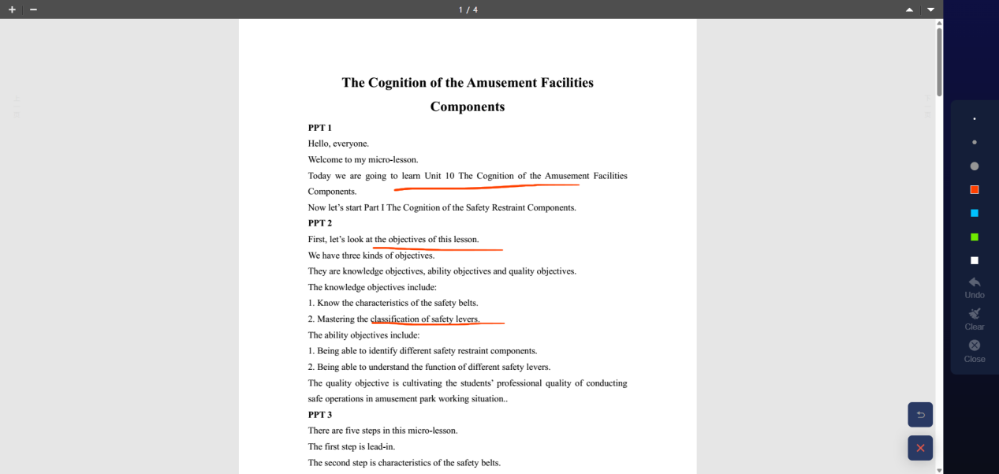 1 / 4
The Cognition of the Amusement Facilities
Components
PPT 1
Hello, everyone.
Welcome to my micro-lesson.
Today we are going to learn Unit 10 The Cognition of the Amusement Facilities
Components.
Now let’s start Part I The Cognition of the Safety Restraint Components.
PPT 2
First, let’s look at the objectives of this lesson.
We have three kinds of objectives.
They are knowledge objectives, ability objectives and quality objectives.
The knowledge objectives include:
1. Know the characteristics of the safety belts.
2. Mastering the classification of safety levers.
The ability objectives include:
1. Being able to identify different safety restraint components.
2. Being able to understand the function of different safety levers.
The quality objective is cultivating the students’ professional quality of conducting
safe operations in amusement park working situation..
PPT 3
There are five steps in this micro-lesson.
The first step is lead-in.
The second step is characteristics of the safety belts.
Undo
Clear
Close